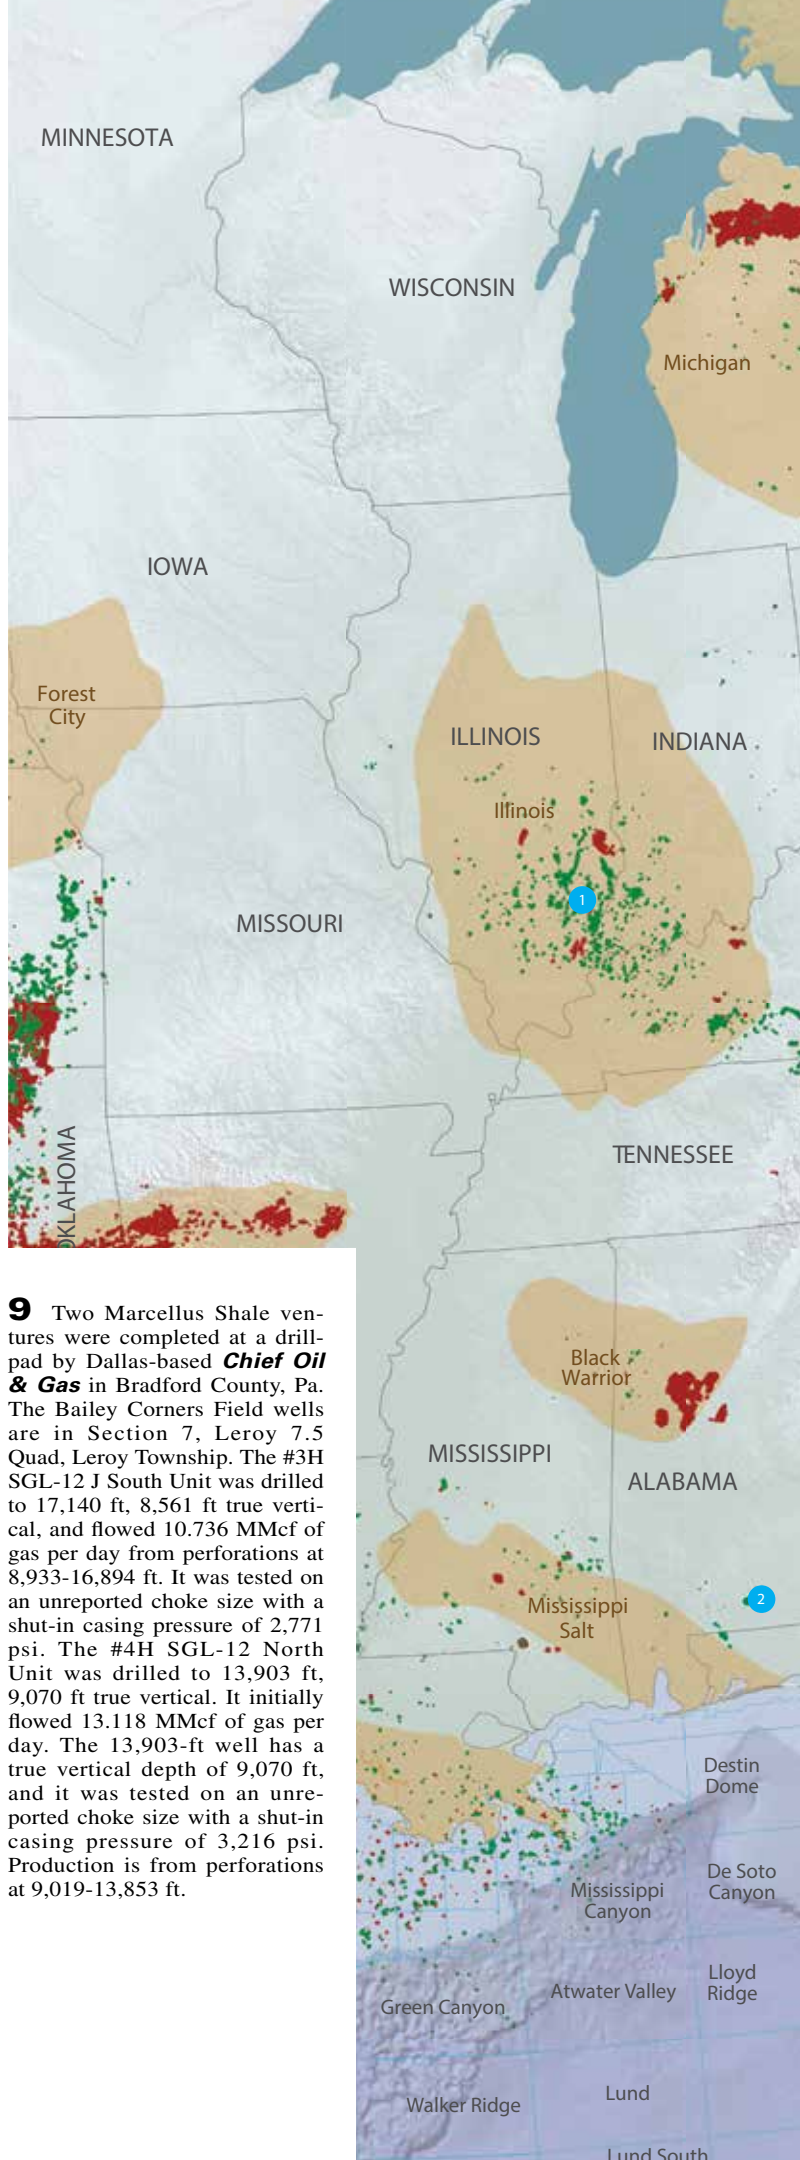 MINNESOTA
WISCONSIN
Michigan
IOWA
Forest
City
ILLINOIS
INDIANA
Illinois
1
MISSOURI
TENNESSEE
OKLAHOMA
9 Two Marcellus Shale ven-
tures were completed at a drill-
pad by Dallas-based Chief Oil
& Gas in Bradford County, Pa.
The Bailey Corners Field wells
are in Section 7, Leroy 7.5
Quad, Leroy Township. The #3H
SGL-12 J South Unit was drilled
to 17,140 ft, 8,561 ft true verti-
cal, and flowed 10.736 MMcf of
gas per day from perforations at
8,933-16,894 ft. It was tested on
an unreported choke size with a
shut-in casing pressure of 2,771
psi. The #4H SGL-12 North
Unit was drilled to 13,903 ft,
9,070 ft true vertical. It initially
flowed 13.118 MMcf of gas per
day. The 13,903-ft well has a
true vertical depth of 9,070 ft,
and it was tested on an unre-
ported choke size with a shut-in
casing pressure of 3,216 psi.
Production is from perforations
at 9,019-13,853 ft.
Black
Warrior
MISSISSIPPI
ALABAMA
2
Mississippi
Salt
Destin
Dome
De Soto
Canyon
Mississippi
Canyon
Lloyd
Ridge
Atwater Valley
Green Canyon
Lund
Walker Ridge
Lund South